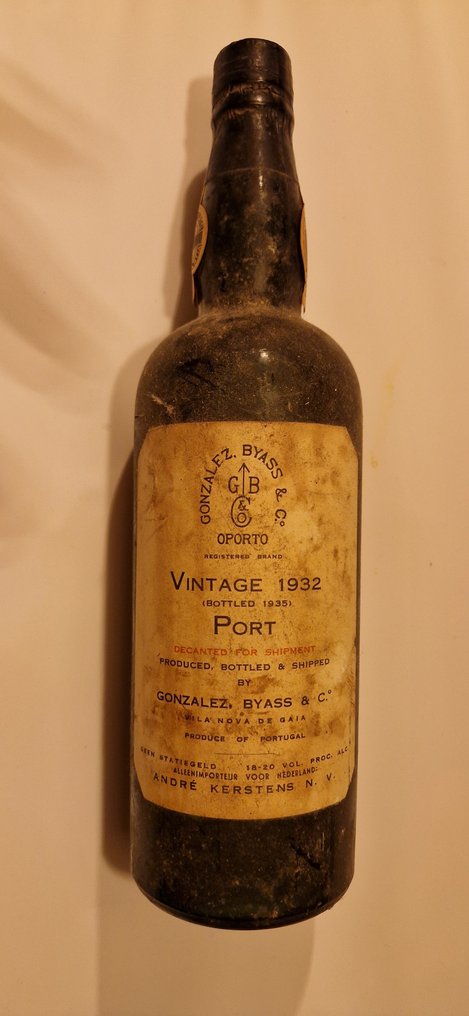 GONZALEZ, BYASS & Cº
G B
& Co
OPORTO
REGISTERED BRAND
VINTAGE 1932
(BOTTLED 1935)
PORT
DECANTED FOR SHIPMENT
PRODUCED, BOTTLED & SHIPPED
BY
GONZALEZ, BYASS & Cº
VILA NOVA DE GAIA
PRODUCE OF PORTUGAL
GEEN STATIEGELD 18-20 VOL. PROC. ALC.
ALLEENIMPORTEUR VOOR NEDERLAND:
ANDRÉ KERSTENS N. V.